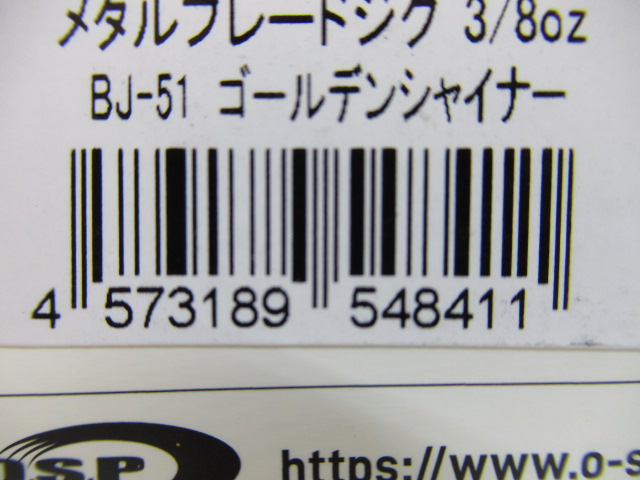 メタルブレードジグ 3/8oz
BJ-51 ゴールデンシャイナー
4 573189 548411
O.S.P
https://www.o-s